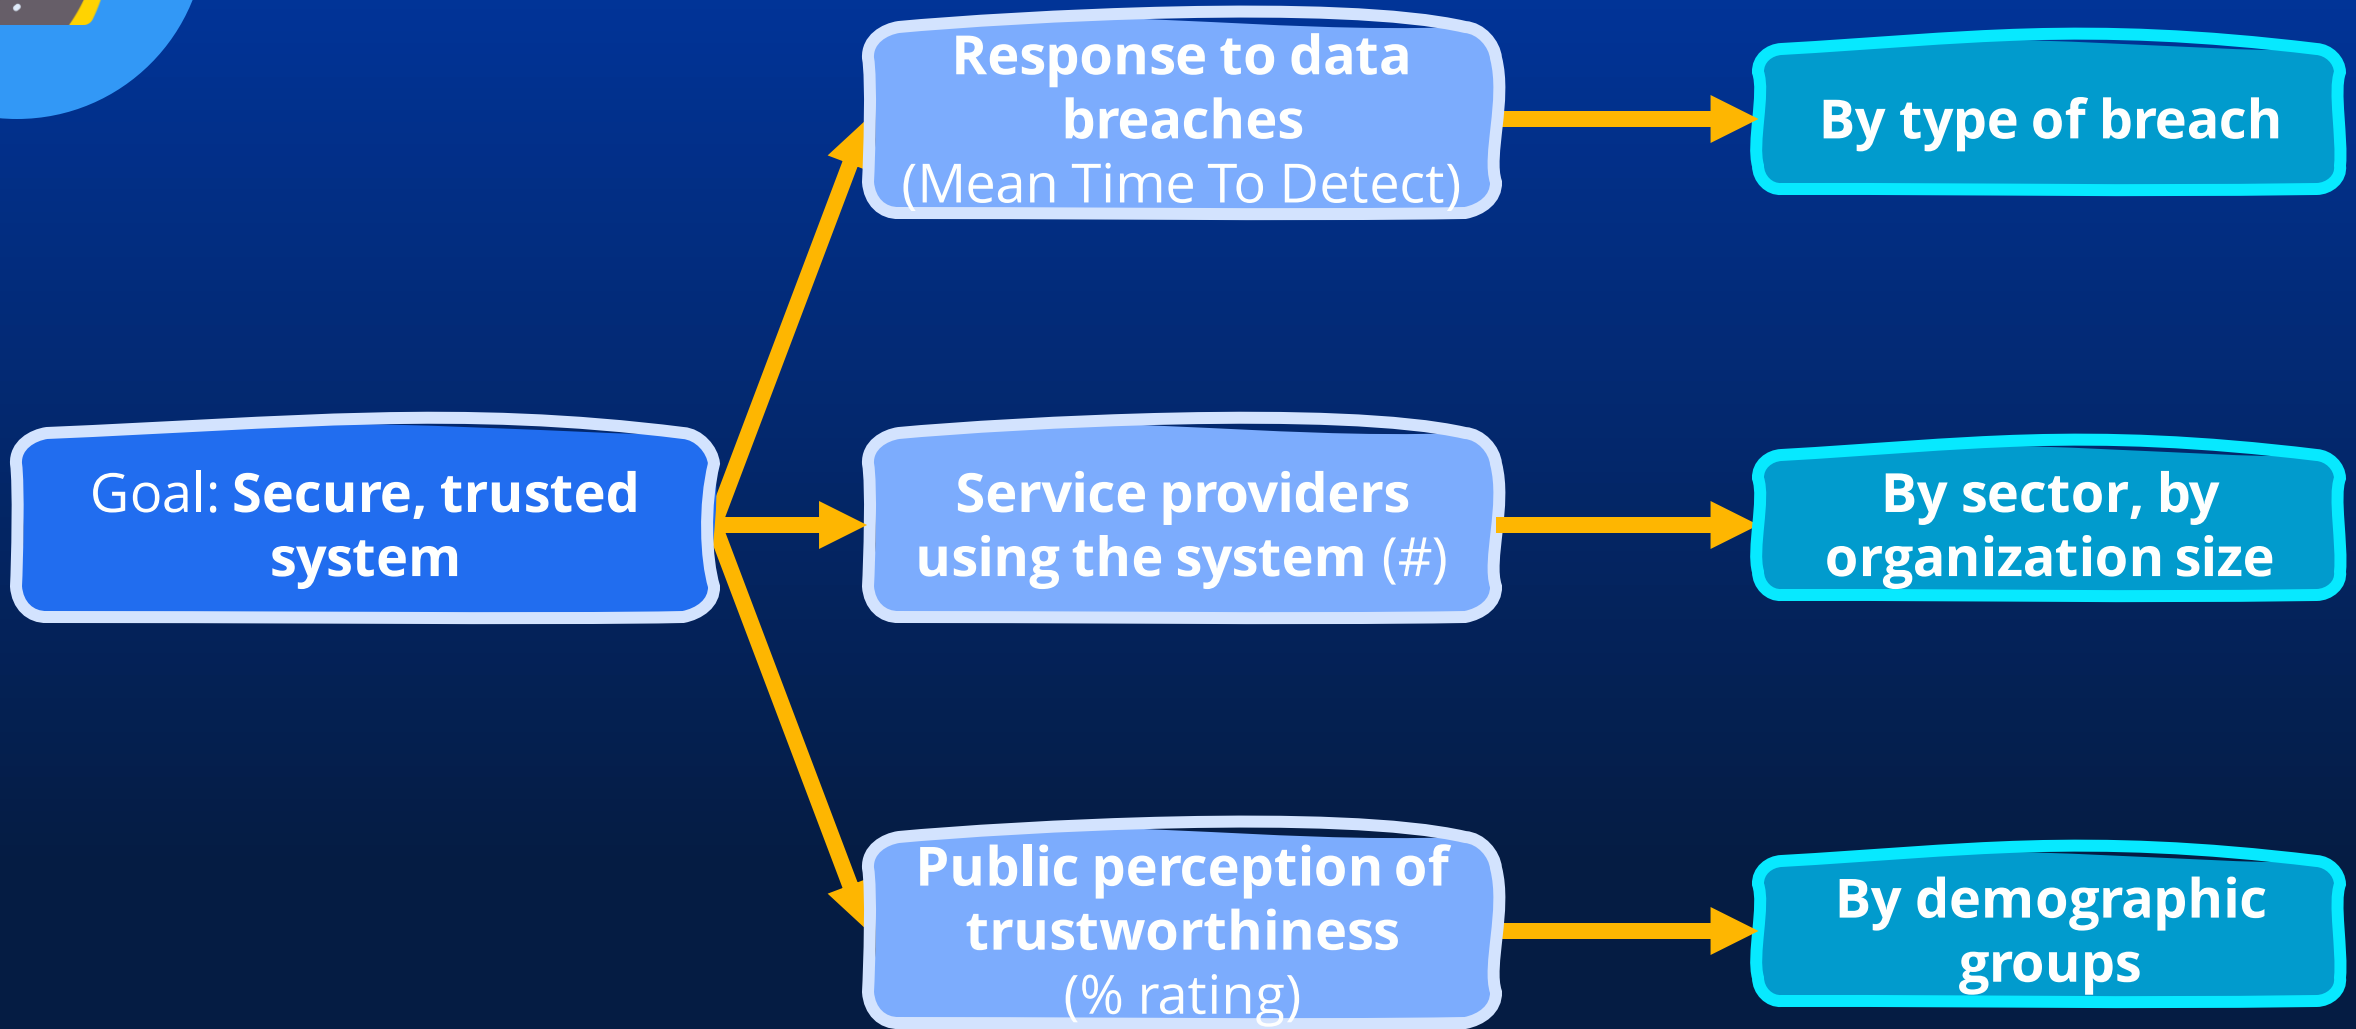 Response to data
breaches
(Mean Time To Detect)
By type of breach
Goal: Secure, trusted
system
Service providers
using the system (#)
By sector, by
organization size
Public perception of
trustworthiness
(% rating)
By demographic
groups